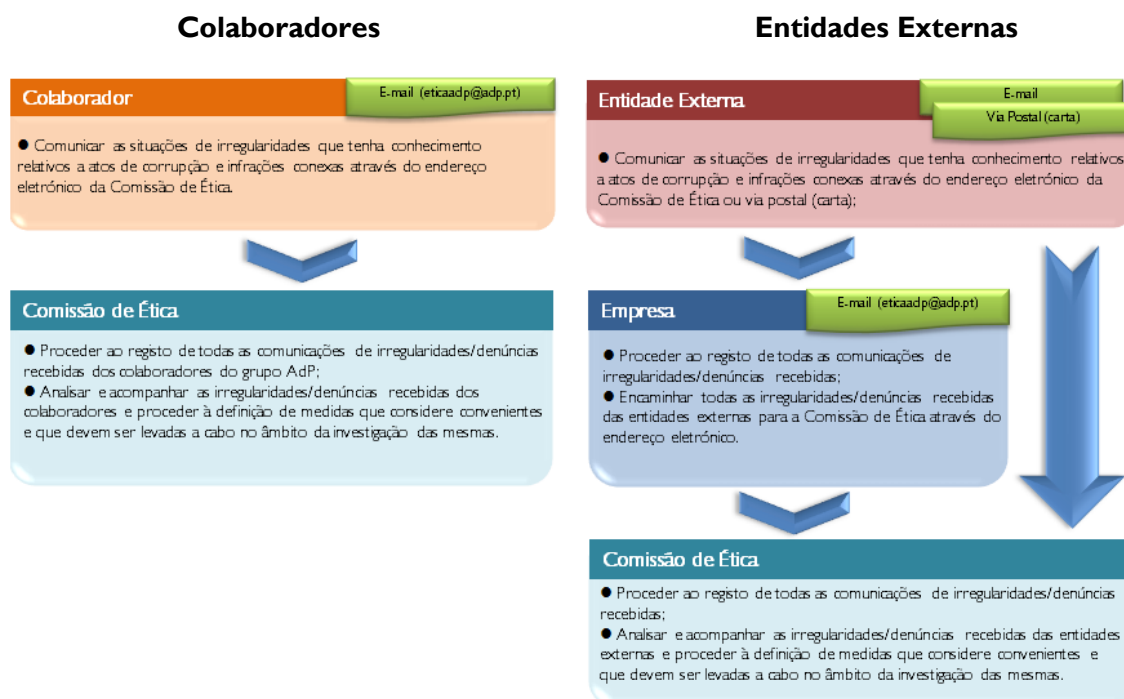 Colaboradores
Colaborador
E-mail (eticaadp@adp.pt)
● Comunicar as situações de irregularidades que tenha conhecimento
relativos a atos de corrupção e infrações conexas através do endereço
eletrónico da Comissão de Ética.
Comissão de Ética
● Proceder ao registo de todas as comunicações de irregularidades/denúncias
recebidas dos colaboradores do grupo AdP;
● Analisar e acompanhar as irregularidades/denúncias recebidas dos
colaboradores e proceder à definição de medidas que considere convenientes
e que devem ser levadas a cabo no âmbito da investigação das mesmas.
Entidades Externas
Entidade Externa
E-mail
Via Postal (carta)
● Comunicar as situações de irregularidades que tenha conhecimento relativos
a atos de corrupção e infrações conexas através do endereço eletrónico da
Comissão de Ética ou via postal (carta);
Empresa
E-mail (eticaadp@adp.pt)
● Proceder ao registo de todas as comunicações de
irregularidades/denúncias recebidas;
● Encaminhar todas as irregularidades/denúncias recebidas
das entidades externas para a Comissão de Ética através do
endereço eletrónico.
Comissão de Ética
● Proceder ao registo de todas as comunicações de irregularidades/denúncias
recebidas;
● Analisar e acompanhar as irregularidades/denúncias recebidas das entidades
externas e proceder à definição de medidas que considere convenientes e
que devem ser levadas a cabo no âmbito da investigação das mesmas.